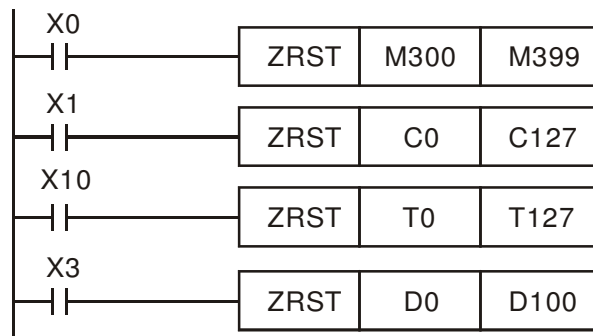 X0
ZRST M300 M399
X1
ZRST C0 C127
X10
ZRST T0 T127
X3
ZRST D0 D100